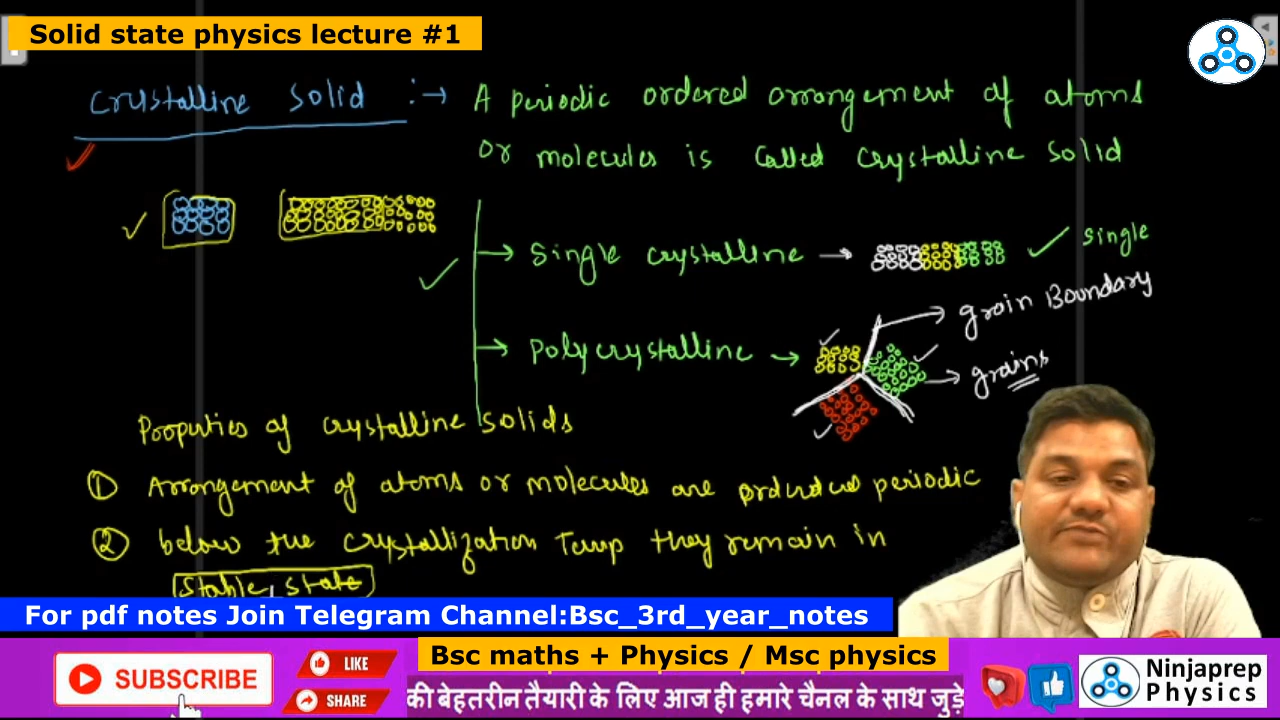 Solid state physics lecture #1
Crystalline Solid :→ A periodic ordered arrangement of atoms
or molecules is called crystalline solid
→ Single crystalline → Single
grain Boundary
→ Polycrystalline →
→ grains
Properties of crystalline solids
① Arrangement of atoms or molecules are periodic
② below the crystallization Temp they remain in
stable state
For pdf notes Join Telegram Channel:Bsc_3rd_year_notes
Bsc maths + Physics / Msc physics
SUBSCRIBE
LIKE
SHARE
की बेहतरीन तैयारी के लिए आज ही हमारे चैनल के साथ जुड़े
Ninjaprep
Physics